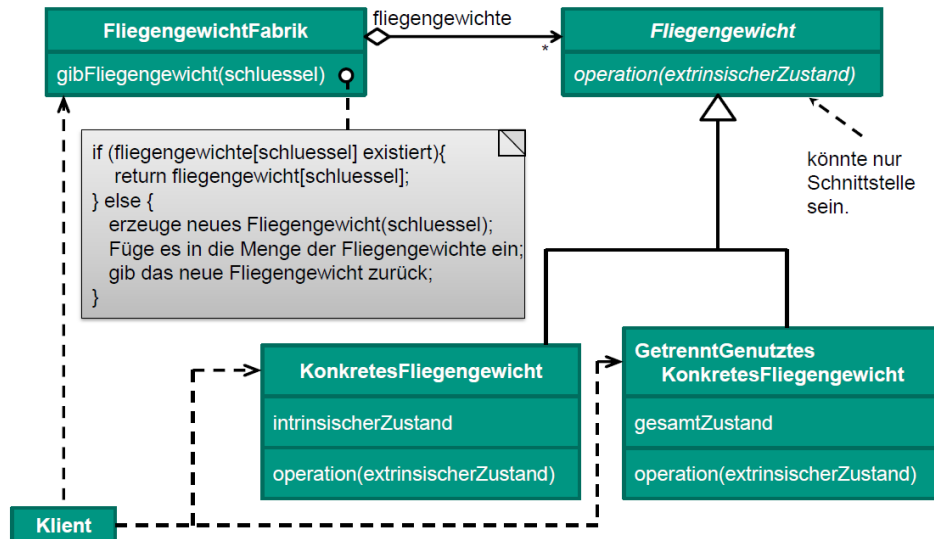 FliegengewichtFabrik
gibFliegengewicht(schluessel)
fliegengewichte
*
Fliegengewicht
operation(extrinsischerZustand)
if (fliegengewichte[schluessel] existiert){
return fliegengewicht[schluessel];
} else {
erzeuge neues Fliegengewicht(schluessel);
Füge es in die Menge der Fliegengewichte ein;
gib das neue Fliegengewicht zurück;
}
könnte nur
Schnittstelle
sein.
KonkretesFliegengewicht
intrinsischerZustand
operation(extrinsischerZustand)
GetrenntGenutztes
KonkretesFliegengewicht
gesamtZustand
operation(extrinsischerZustand)
Klient